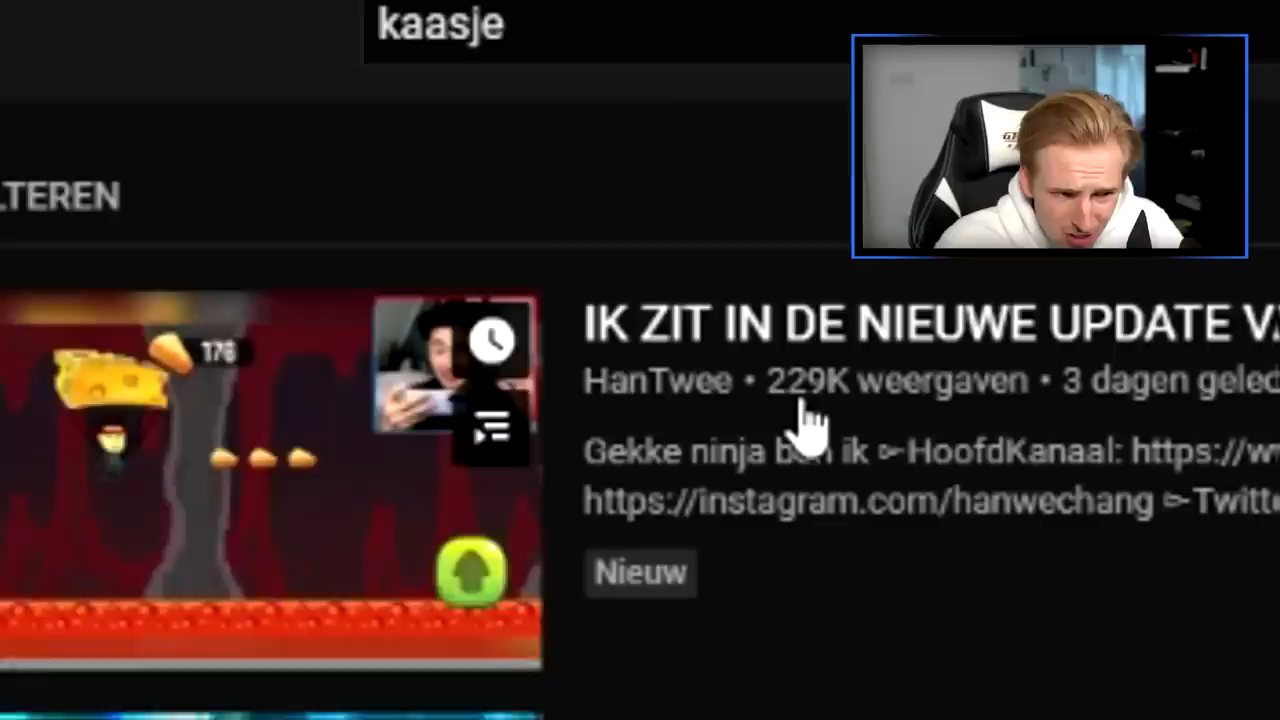 kaasje
LTEREN
178
IK ZIT IN DE NIEUWE UPDATE V
HanTwee • 229K weergaven • 3 dagen geled
Gekke ninja ben ik ➢HoofdKanaal: https://w
https://instagram.com/hanwechang ➢Twitte
Nieuw